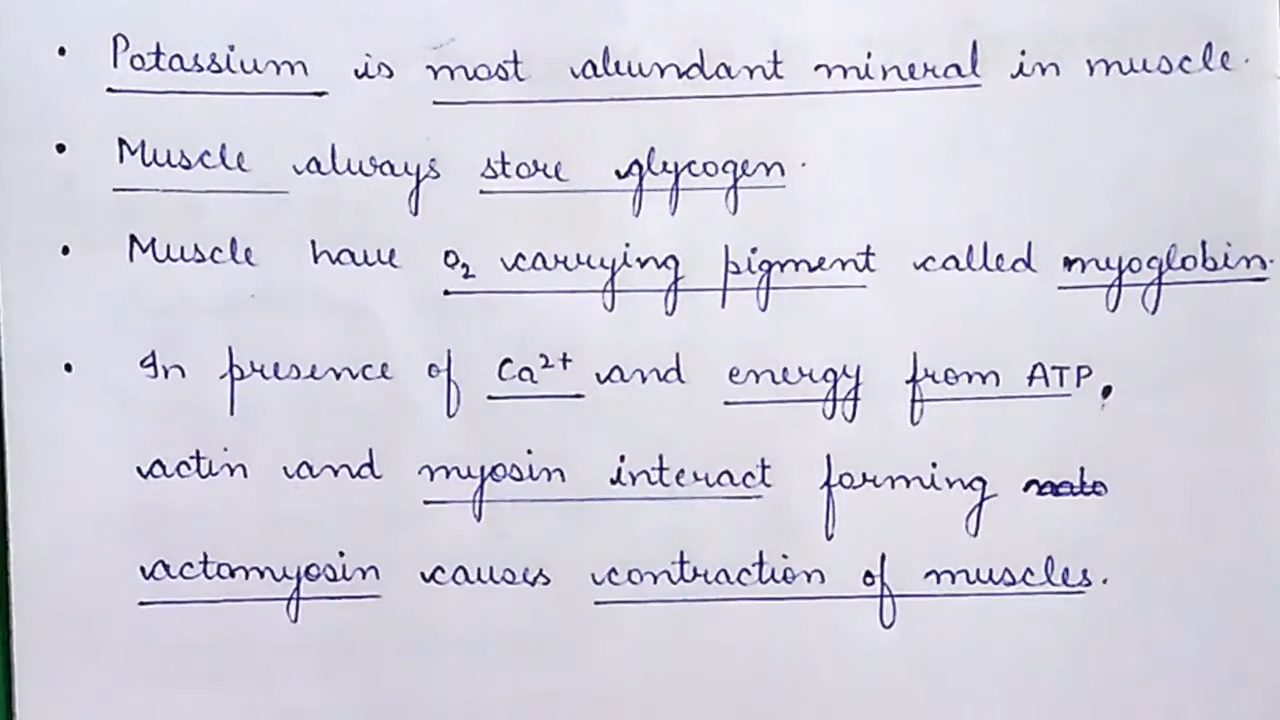 • Potassium is most abundant mineral in muscle.
• Muscle always store glycogen.
• Muscle have O₂ carrying pigment called myoglobin.
• In presence of Ca²⁺ and energy from ATP,
actin and myosin interact forming
actomyosin causes contraction of muscles.